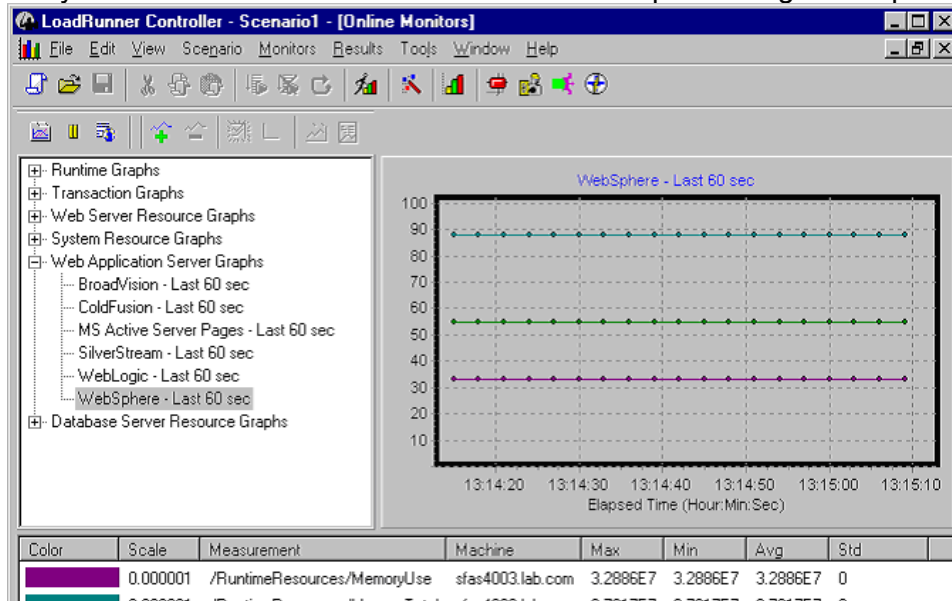 LoadRunner Controller - Scenario1 - [Online Monitors]
File Edit View Scenario Monitors Results Tools Window Help
Runtime Graphs
Transaction Graphs
Web Server Resource Graphs
System Resource Graphs
Web Application Server Graphs
BroadVision - Last 60 sec
ColdFusion - Last 60 sec
MS Active Server Pages - Last 60 sec
SilverStream - Last 60 sec
WebLogic - Last 60 sec
WebSphere - Last 60 sec
Database Server Resource Graphs
WebSphere - Last 60 sec
100
90
80
70
60
50
40
30
20
10
13:14:20 13:14:30 13:14:40 13:14:50 13:15:00 13:15:10
Elapsed Time (Hour:Min:Sec)
Color Scale Measurement Machine Max Min Avg Std
0.000001 /RuntimeResources/MemoryUse sfas4003.lab.com 3.2886E7 3.2886E7 3.2886E7 0